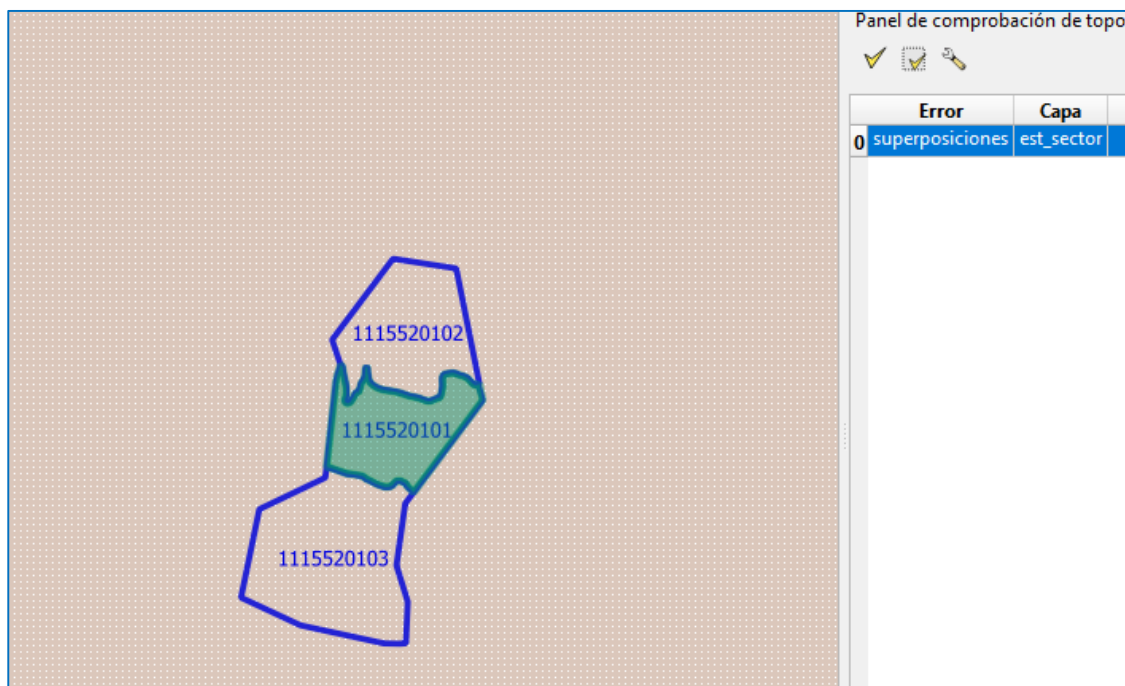 Panel de comprobación de topo
Error Capa
0 superposiciones est_sector
1115520102
1115520101
1115520103